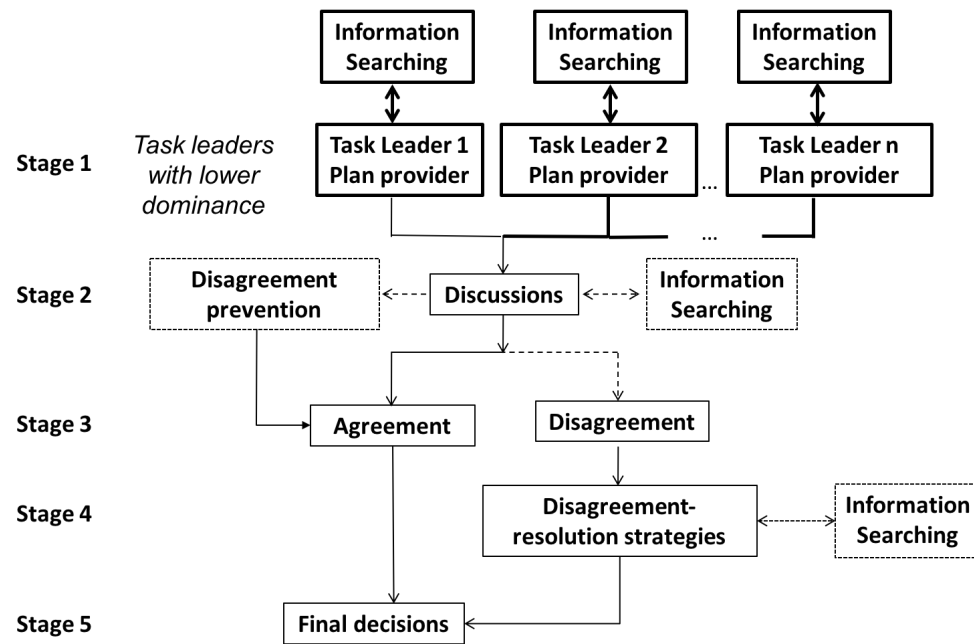 Information
Searching
Information
Searching
Information
Searching
Stage 1
Task leaders
with lower
dominance
Task Leader 1
Plan provider
Task Leader 2
Plan provider
...
Task Leader n
Plan provider
...
Stage 2
Disagreement
prevention
Discussions
Information
Searching
Stage 3
Agreement
Disagreement
Stage 4
Disagreement-
resolution strategies
Information
Searching
Stage 5
Final decisions